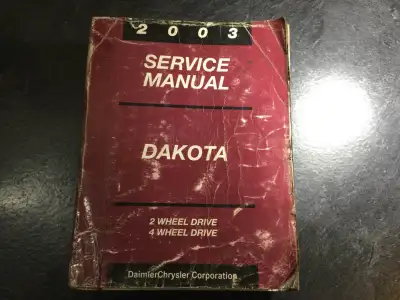 2003
SERVICE
MANUAL
DAKOTA
2 WHEEL DRIVE
4 WHEEL DRIVE
DaimlerChrysler Corporation